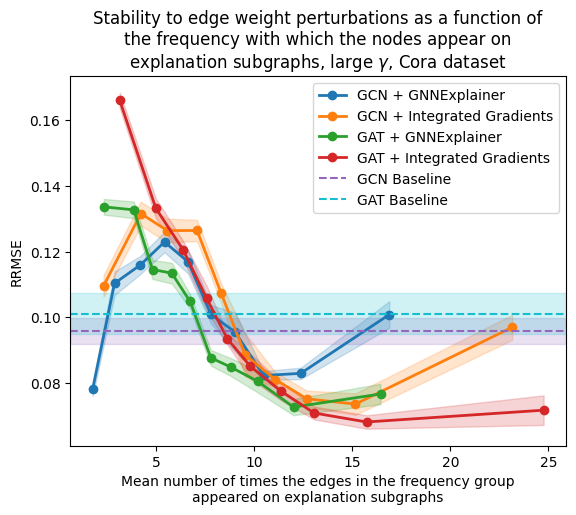 Stability to edge weight perturbations as a function of
the frequency with which the nodes appear on
explanation subgraphs, large γ, Cora dataset
GCN + GNNExplainer
GCN + Integrated Gradients
GAT + GNNExplainer
GAT + Integrated Gradients
GCN Baseline
GAT Baseline
RRMSE
0.16
0.14
0.12
0.10
0.08
5
10
15
20
25
Mean number of times the edges in the frequency group
appeared on explanation subgraphs